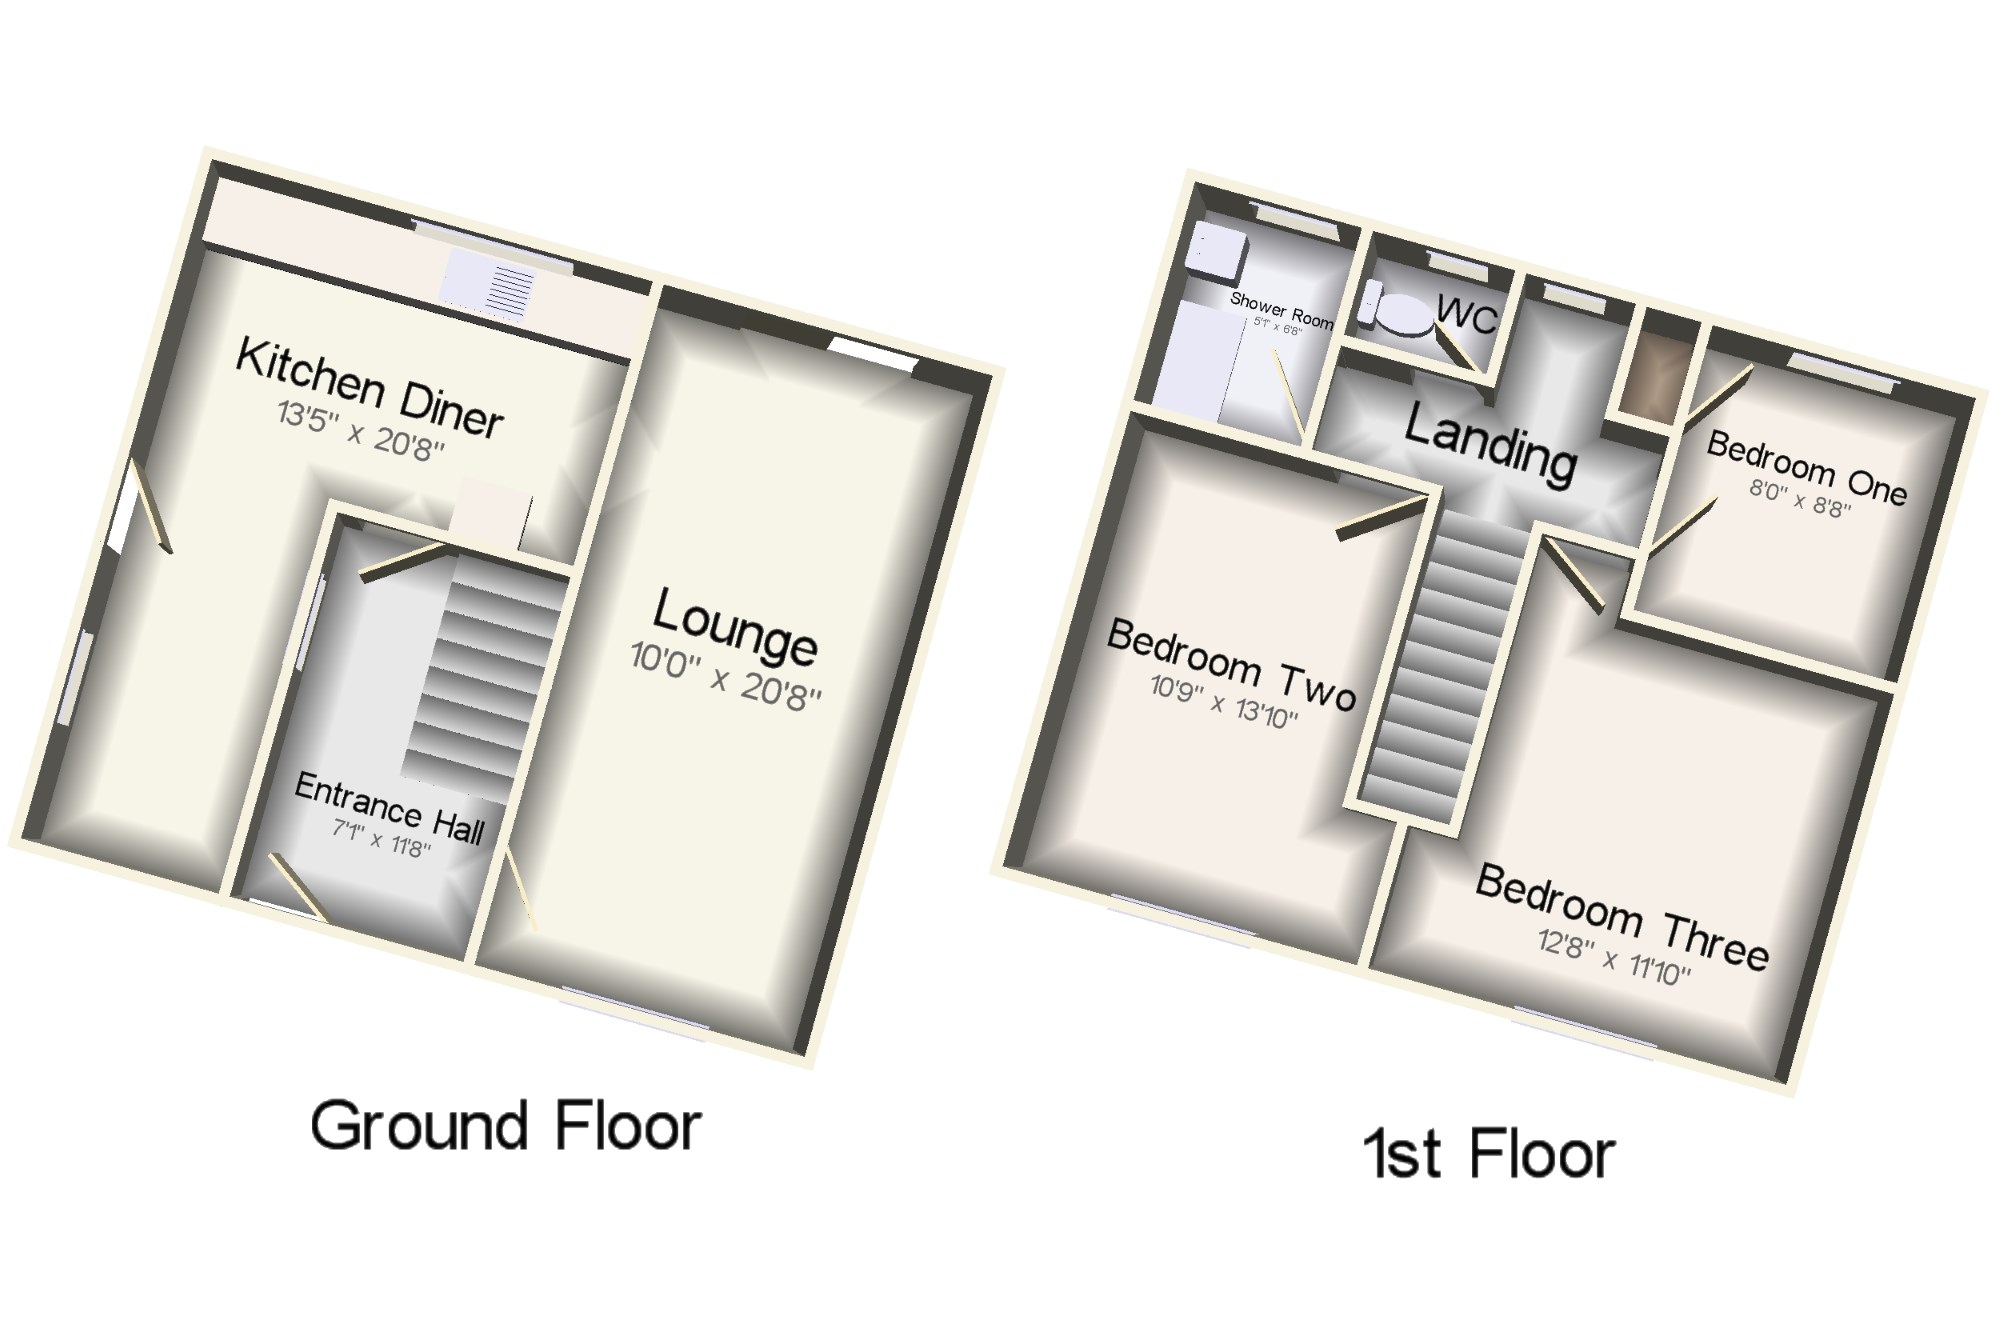 Kitchen Diner
13'5" x 20'8"
Lounge
10'0" x 20'8"
Entrance Hall
7'1" x 11'8"
Ground Floor
Shower Room
5'1" x 6'8"
WC
Landing
Bedroom One
8'0" x 8'8"
Bedroom Two
10'9" x 13'10"
Bedroom Three
12'8" x 11'10"
1st Floor